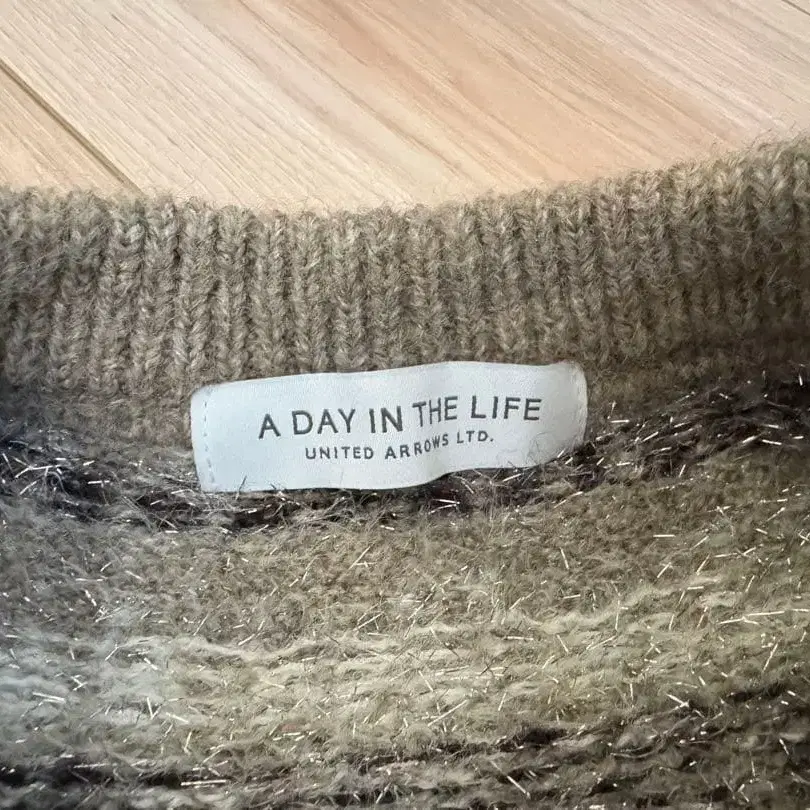 A DAY IN THE LIFE
UNITED ARROWS LTD.